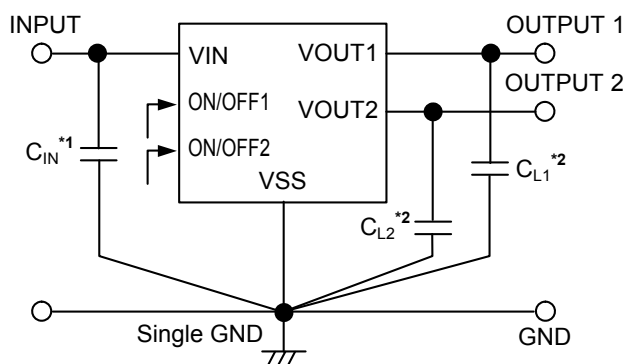 INPUT
OUTPUT 1
VIN
VOUT1
OUTPUT 2
ON/OFF1
VOUT2
ON/OFF2
CIN*1
VSS
CL1*2
CL2*2
Single GND
GND